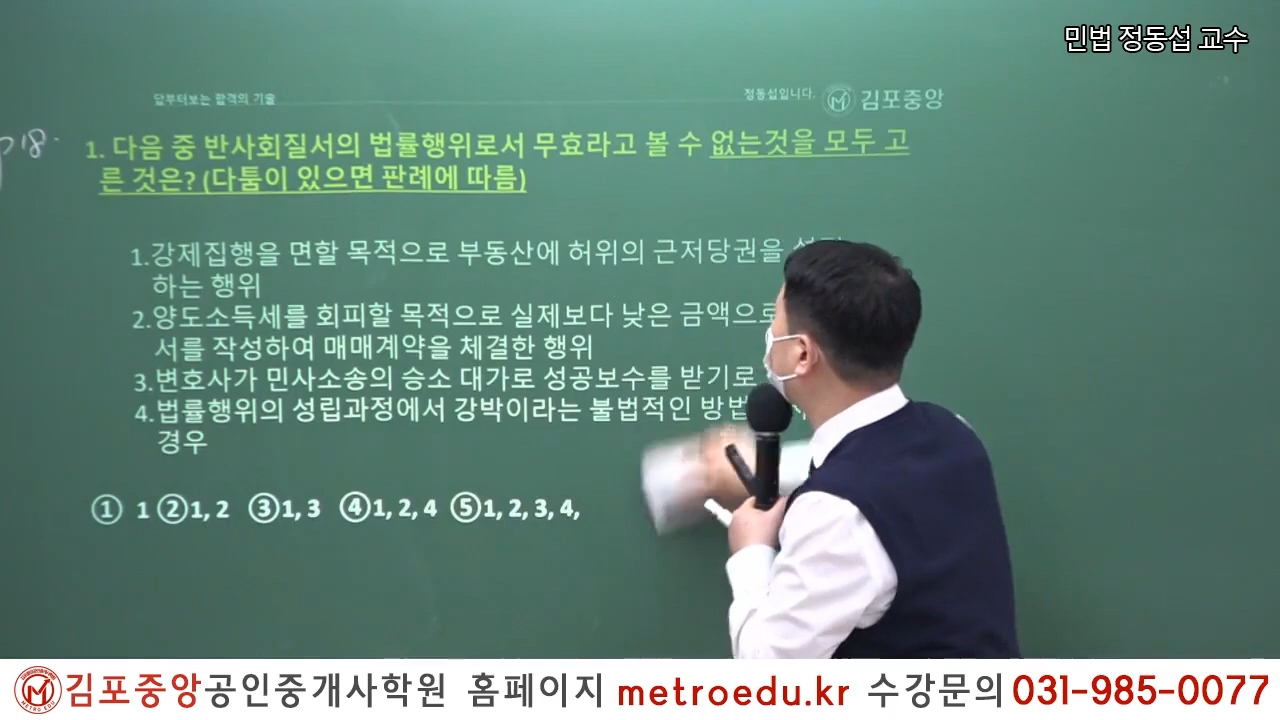 민법 정동섭 교수
답부터보는 합격의 기술
정동섭입니다.
김포중앙
p18.
1. 다음 중 반사회질서의 법률행위로서 무효라고 볼 수 없는것을 모두 고
른 것은? (다툼이 있으면 판례에 따름)
1.강제집행을 면할 목적으로 부동산에 허위의 근저당권을
하는 행위
2.양도소득세를 회피할 목적으로 실제보다 낮은 금액으로
서를 작성하여 매매계약을 체결한 행위
3.변호사가 민사소송의 승소 대가로 성공보수를 받기로
4.법률행위의 성립과정에서 강박이라는 불법적인 방법
경우
① 1 ②1, 2 ③1, 3 ④1, 2, 4 ⑤1, 2, 3, 4,
METRO EDU
김포중앙공인중개사학원 홈페이지 metroedu.kr 수강문의 031-985-0077